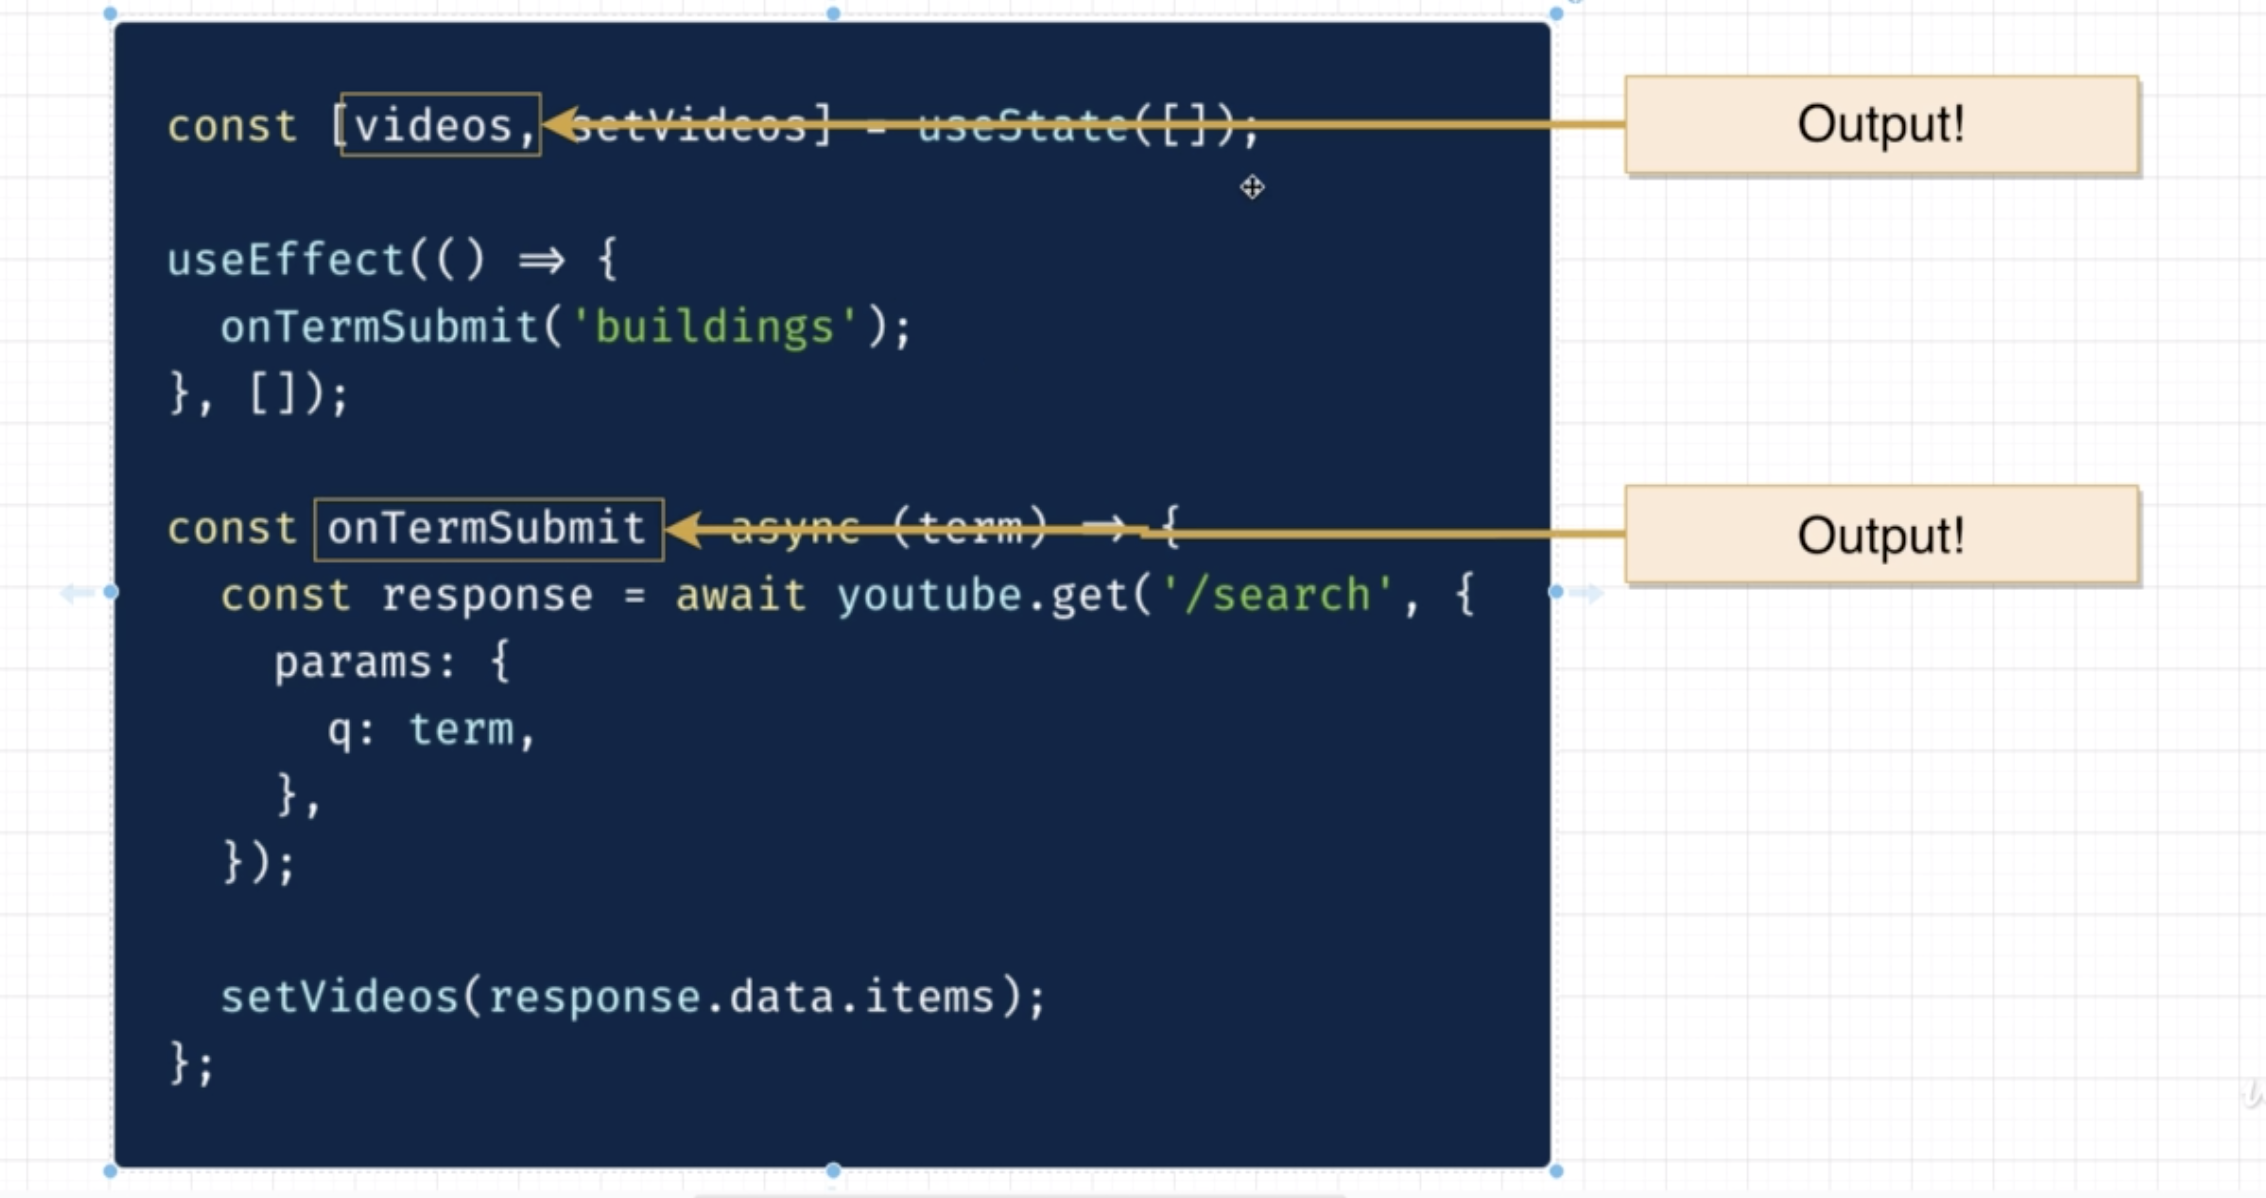 const [videos, setVideos] = useState([]);
Output!
useEffect(() => {
  onTermSubmit('buildings');
}, []);
const onTermSubmit = async (term) => {
Output!
  const response = await youtube.get('/search', {
    params: {
      q: term,
    },
  });
  setVideos(response.data.items);
};